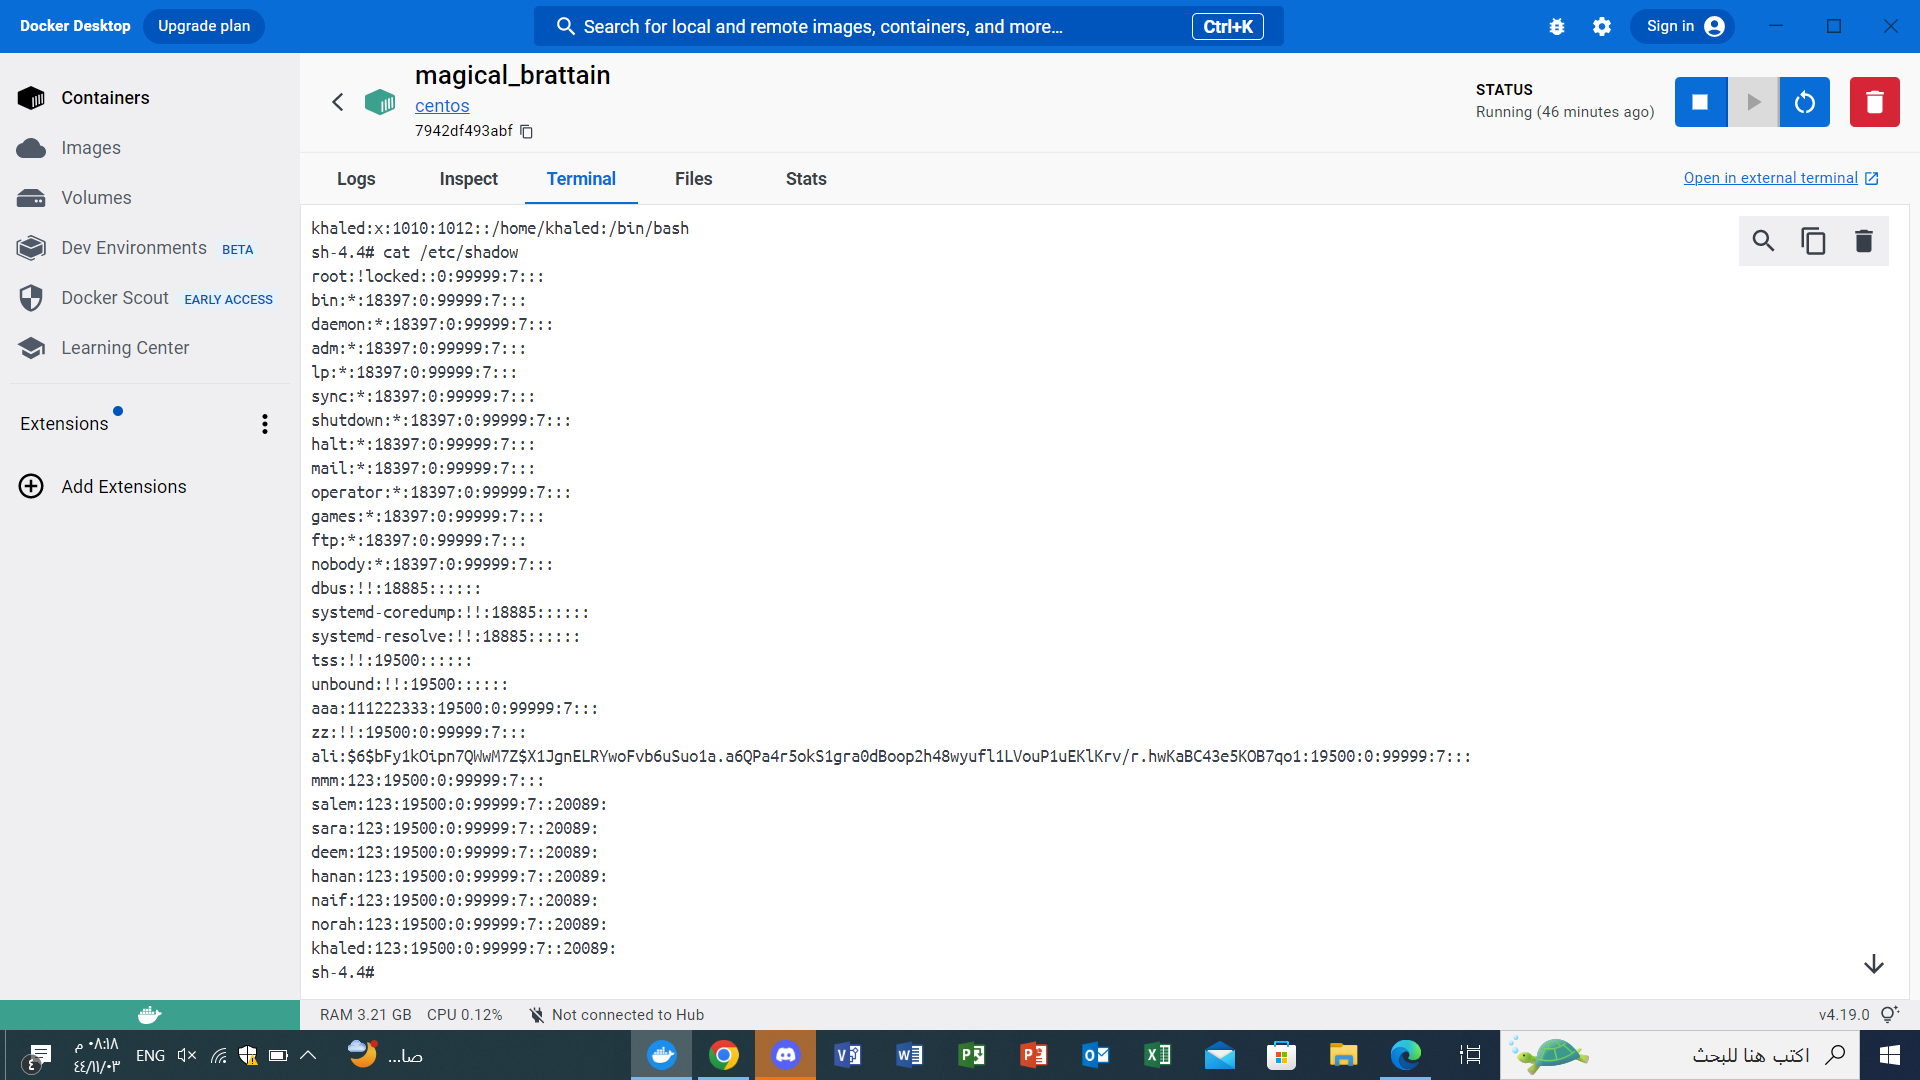 Docker Desktop Upgrade plan Search for local and remote images, containers, and more... Ctrl+K Sign in
Containers
Images
Volumes
Dev Environments BETA
Docker Scout EARLY ACCESS
Learning Center
Extensions
Add Extensions
magical_brattain
centos
7942df493abf
STATUS
Running (46 minutes ago)
Logs Inspect Terminal Files Stats Open in external terminal
khaled:x:1010:1012::/home/khaled:/bin/bash
sh-4.4# cat /etc/shadow
root:!locked::0:99999:7:::
bin:*:18397:0:99999:7:::
daemon:*:18397:0:99999:7:::
adm:*:18397:0:99999:7:::
lp:*:18397:0:99999:7:::
sync:*:18397:0:99999:7:::
shutdown:*:18397:0:99999:7:::
halt:*:18397:0:99999:7:::
mail:*:18397:0:99999:7:::
operator:*:18397:0:99999:7:::
games:*:18397:0:99999:7:::
ftp:*:18397:0:99999:7:::
nobody:*:18397:0:99999:7:::
dbus:!!:18885::::::
systemd-coredump:!!:18885::::::
systemd-resolve:!!:18885::::::
tss:!!:19500::::::
unbound:!!:19500::::::
aaa:111222333:19500:0:99999:7:::
zz:!!:19500:0:99999:7:::
ali:$6$bFy1kOipn7QWwM7Z$X1JgnELRYwoFvb6uSuo1a.a6QPa4r5okS1gra0dBoop2h48wyufl1LVouP1uEKlKrv/r.hwKaBC43e5KOB7qo1:19500:0:99999:7:::
mmm:123:19500:0:99999:7:::
salem:123:19500:0:99999:7::20089:
sara:123:19500:0:99999:7::20089:
deem:123:19500:0:99999:7::20089:
hanan:123:19500:0:99999:7::20089:
naif:123:19500:0:99999:7::20089:
norah:123:19500:0:99999:7::20089:
khaled:123:19500:0:99999:7::20089:
sh-4.4#
RAM 3.21 GB CPU 0.12% Not connected to Hub v4.19.0
٠٨:١٨ م
٤٤/١١/٠٣
ENG
صا...
اكتب هنا للبحث
٤